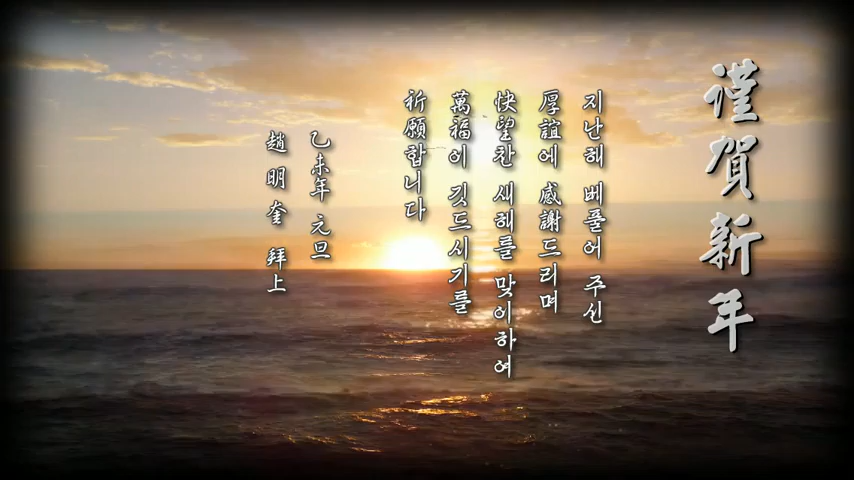 謹賀新年
지난해 베풀어 주신
厚誼에 感謝드리며
快望찬 새해를 맞이하여
萬福이 깃드시기를
祈願합니다
乙未年 元旦
趙明奎 拜上